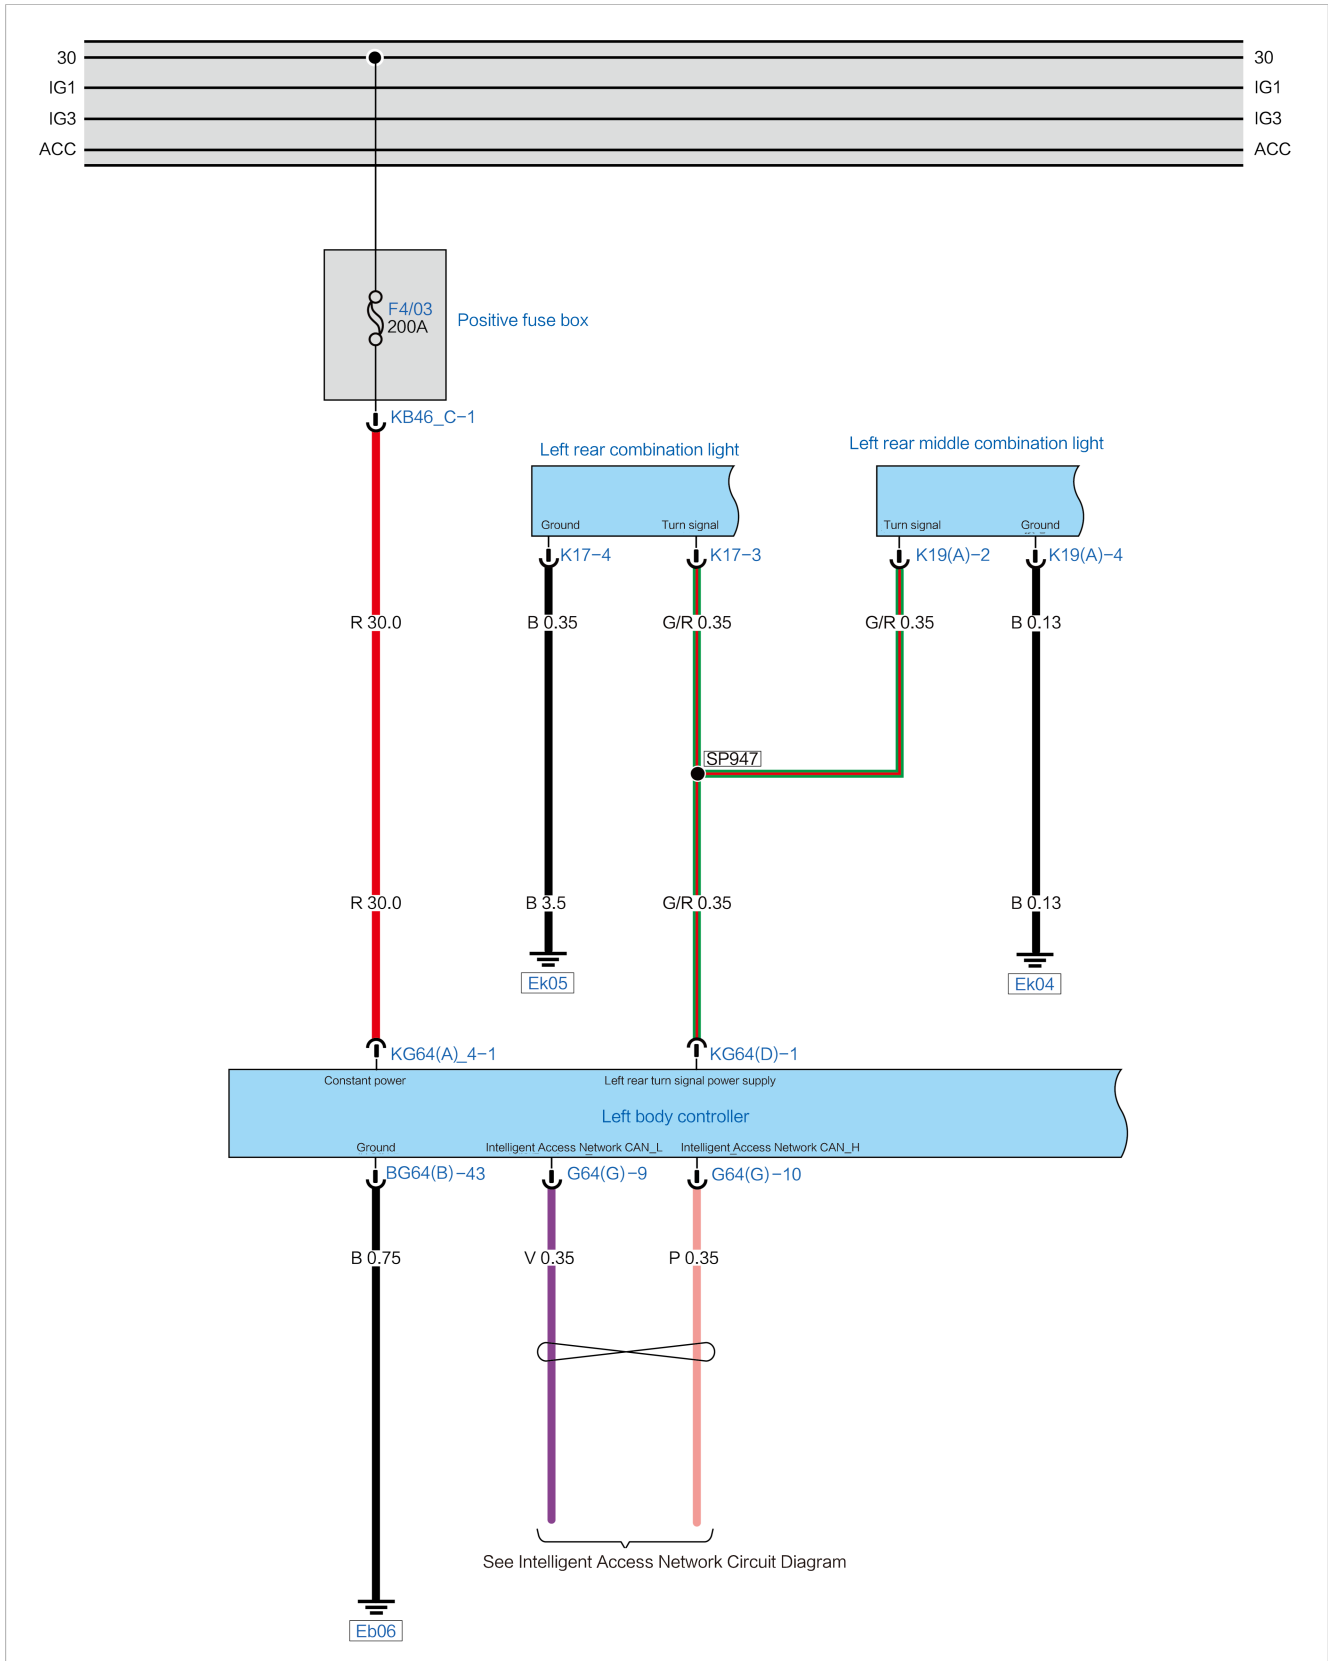 30 30
IG1 IG1
IG3 IG3
ACC ACC
F4/03
200A
Positive fuse box
KB46_C-1
Left rear combination light
Left rear middle combination light
Ground Turn signal
Turn signal Ground
K17-4 K17-3 K19(A)-2 K19(A)-4
R 30.0 B 0.35 G/R 0.35 G/R 0.35 B 0.13
SP947
R 30.0 B 3.5 G/R 0.35 B 0.13
Ek05 Ek04
KG64(A)_4-1 KG64(D)-1
Constant power Left rear turn signal power supply
Left body controller
Ground Intelligent Access Network CAN_L Intelligent Access Network CAN_H
BG64(B)-43 G64(G)-9 G64(G)-10
B 0.75 V 0.35 P 0.35
See Intelligent Access Network Circuit Diagram
Eb06